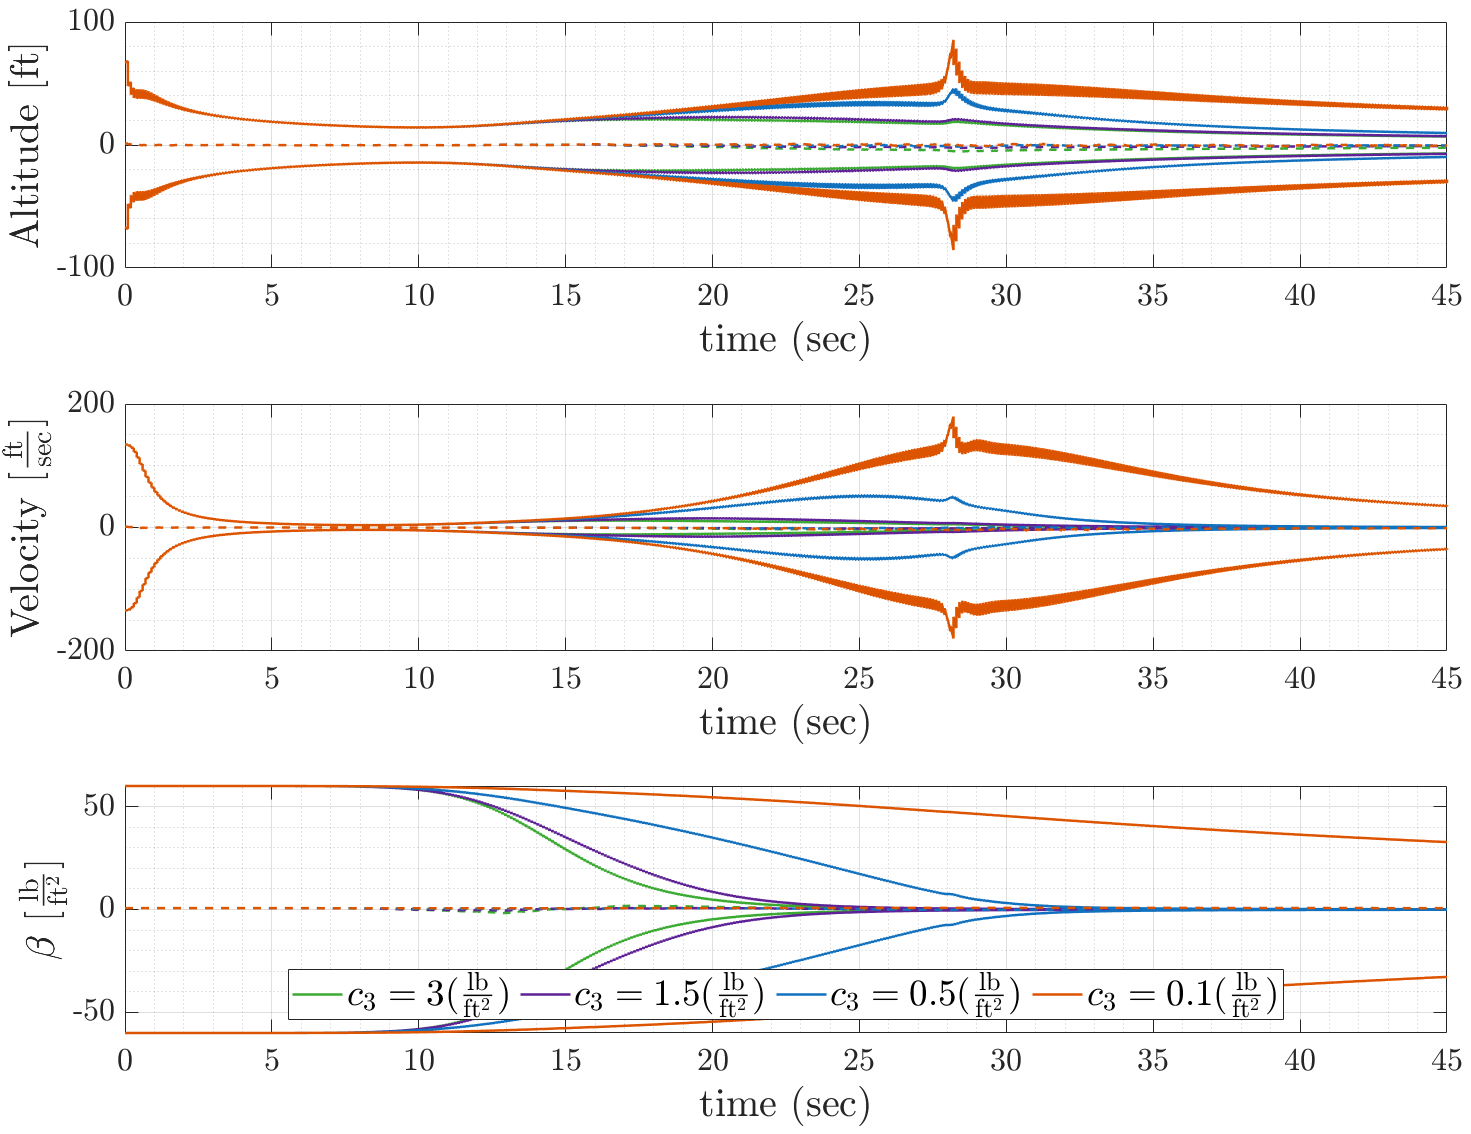 100
0
-100
Altitude [ft]
0 5 10 15 20 25 30 35 40 45
time (sec)
200
0
-200
Velocity [ft/sec]
0 5 10 15 20 25 30 35 40 45
time (sec)
50
0
-50
β [lb/ft²]
c₃ = 3(lb/ft²) c₃ = 1.5(lb/ft²) c₃ = 0.5(lb/ft²) c₃ = 0.1(lb/ft²)
0 5 10 15 20 25 30 35 40 45
time (sec)